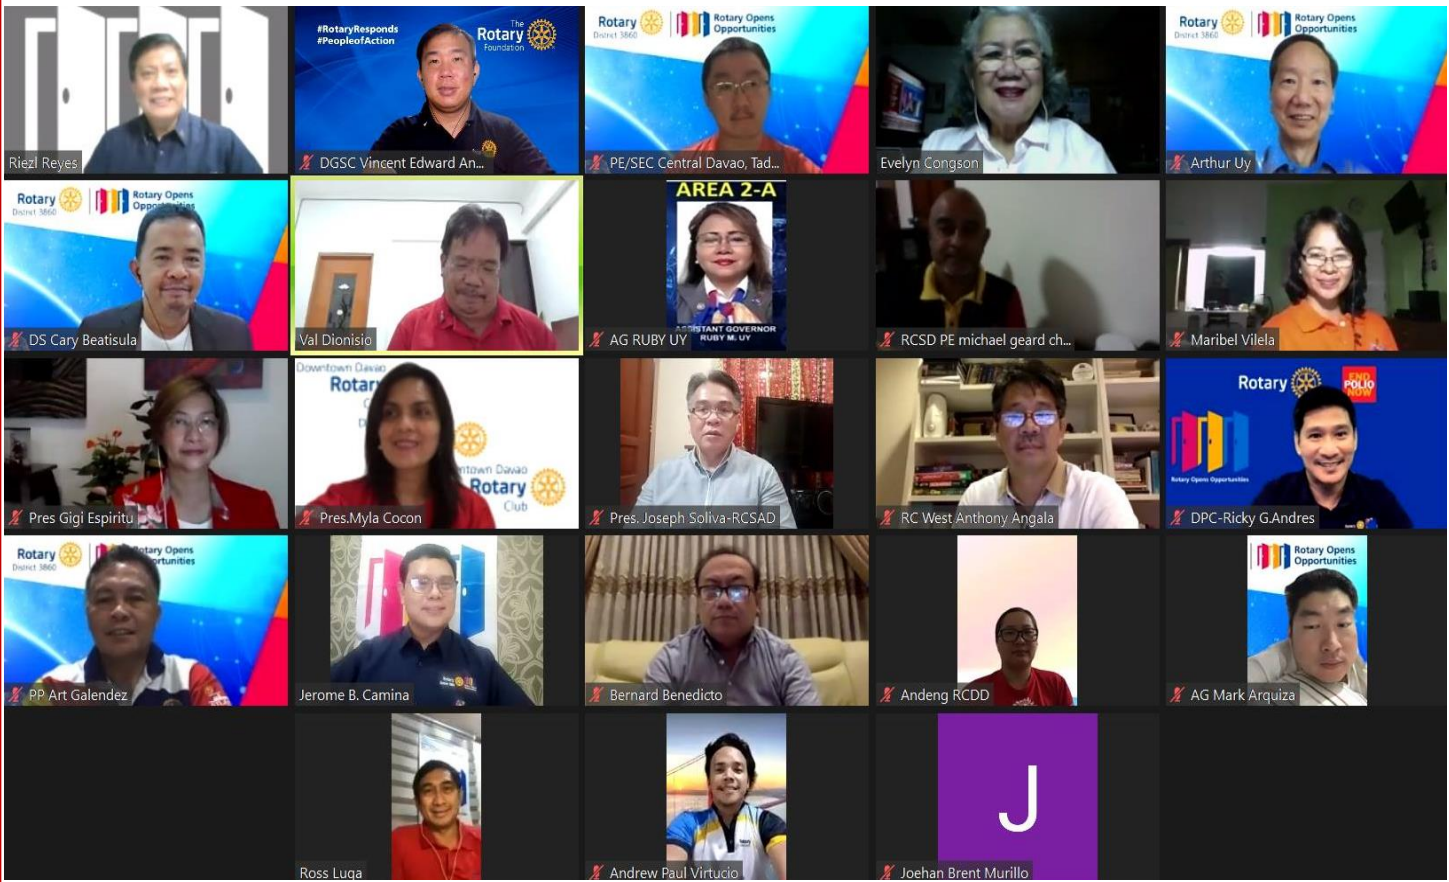 Riezl Reyes
#RotaryResponds
#PeopleofAction
The
Rotary
Foundation
DGSC Vincent Edward An...
Rotary
District 3860
Rotary Opens
Opportunities
PE/SEC Central Davao, Tad...
Evelyn Congson
Rotary
District 3860
Rotary Opens
Opportunities
Arthur Uy
Rotary
District 3860
Rotary Opens
DS Cary Beatisula
Val Dionisio
AREA 2-A
ASSISTANT GOVERNOR
RUBY M. UY
AG RUBY UY
RCSD PE michael geard ch...
Maribel Vilela
Pres Gigi Espiritu
Downtown Davao
Rotary
Downtown Davao
Rotary
Club
Pres.Myla Cocon
Pres. Joseph Soliva-RCSAD
RC West Anthony Angala
Rotary
END
POLIO
NOW
Rotary Opens Opportunities
DPC-Ricky G.Andres
Rotary
District 3860
PP Art Galendez
Jerome B. Camina
Bernard Benedicto
Andeng RCDD
Rotary Opens
Opportunities
AG Mark Arquiza
Ross Luga
Andrew Paul Virtucio
J
Joehan Brent Murillo